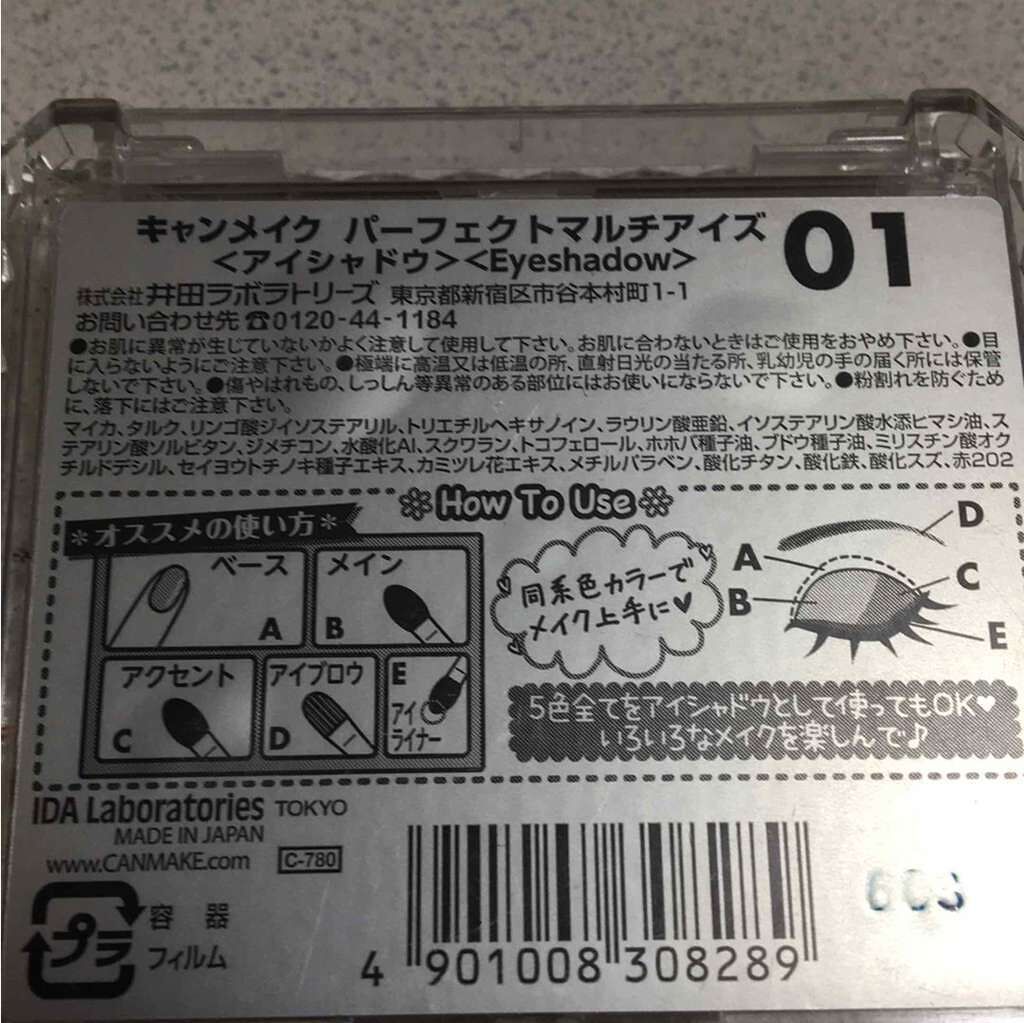 キャンメイク パーフェクトマルチアイズ 01
<アイシャドウ><Eyeshadow>
株式会社 井田ラボラトリーズ 東京都新宿区市谷本村町1-1
お問い合わせ先 ☎0120-44-1184
●お肌に異常が生じていないかよく注意して使用して下さい。お肌に合わないときはご使用をおやめ下さい。●目
に入らないようにご注意下さい。●極端に高温又は低温の所、直射日光の当たる所、乳幼児の手の届く所には保管
しないで下さい。●傷やはれもの、しっしん等異常のある部位にはお使いにならないで下さい。●粉割れを防ぐため
に、落下にはご注意下さい。
マイカ、タルク、リンゴ酸ジイソステアリル、トリエチルヘキサノイン、ラウリン酸亜鉛、イソステアリン酸水添ヒマシ油、ス
テアリン酸ソルビタン、ジメチコン、水酸化Al、スクワラン、トコフェロール、ホホバ種子油、ブドウ種子油、ミリスチン酸オク
チルドデシル、セイヨウトチノキ種子エキス、カミツレ花エキス、メチルパラベン、酸化チタン、酸化鉄、酸化スズ、赤202
How To Use
*オススメの使い方*
ベース
A
メイン
B
アクセント
C
アイブロウ
D
E
アイ
ライナー
同系色カラーで
メイク上手に♥
A
B
D
C
E
5色全てをアイシャドウとして使ってもOK♥
いろいろなメイクを楽しんで♪
IDA Laboratories TOKYO
MADE IN JAPAN
www.CANMAKE.com C-780
プラ
容器
フィルム
4 901008 308289
603